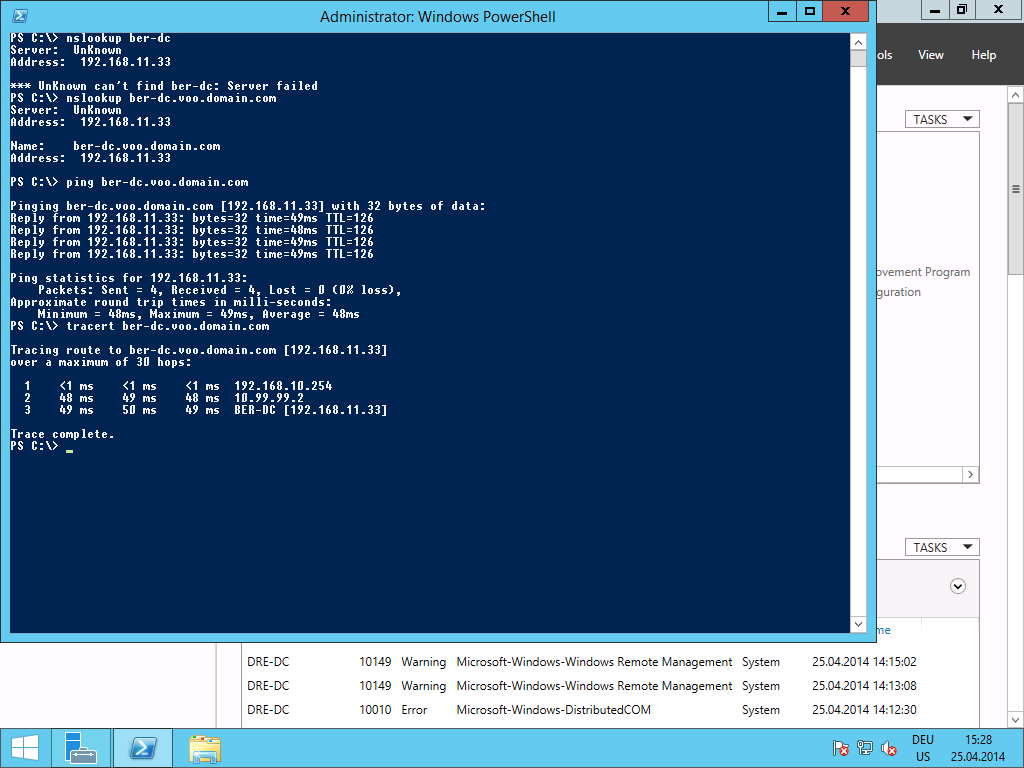 Administrator: Windows PowerShell
PS C:\> nslookup ber-dc
Server:  UnKnown
Address:  192.168.11.33
*** UnKnown can't find ber-dc: Server failed
PS C:\> nslookup ber-dc.voo.domain.com
Server:  UnKnown
Address:  192.168.11.33
Name:    ber-dc.voo.domain.com
Address:  192.168.11.33
PS C:\> ping ber-dc.voo.domain.com
Pinging ber-dc.voo.domain.com [192.168.11.33] with 32 bytes of data:
Reply from 192.168.11.33: bytes=32 time=49ms TTL=126
Reply from 192.168.11.33: bytes=32 time=48ms TTL=126
Reply from 192.168.11.33: bytes=32 time=49ms TTL=126
Reply from 192.168.11.33: bytes=32 time=49ms TTL=126
Ping statistics for 192.168.11.33:
    Packets: Sent = 4, Received = 4, Lost = 0 (0% loss),
Approximate round trip times in milli-seconds:
    Minimum = 48ms, Maximum = 49ms, Average = 48ms
PS C:\> tracert ber-dc.voo.domain.com
Tracing route to ber-dc.voo.domain.com [192.168.11.33]
over a maximum of 30 hops:
  1    <1 ms    <1 ms    <1 ms  192.168.10.254
  2    48 ms    49 ms    48 ms  10.99.99.2
  3    49 ms    50 ms    49 ms  BER-DC [192.168.11.33]
Trace complete.
PS C:\>
ols View Help
TASKS
ovement Program
guration
TASKS
me
DRE-DC 10149 Warning Microsoft-Windows-Windows Remote Management System 25.04.2014 14:15:02
DRE-DC 10149 Warning Microsoft-Windows-Windows Remote Management System 25.04.2014 14:13:08
DRE-DC 10010 Error Microsoft-Windows-DistributedCOM System 25.04.2014 14:12:30
DEU 15:28
US 25.04.2014